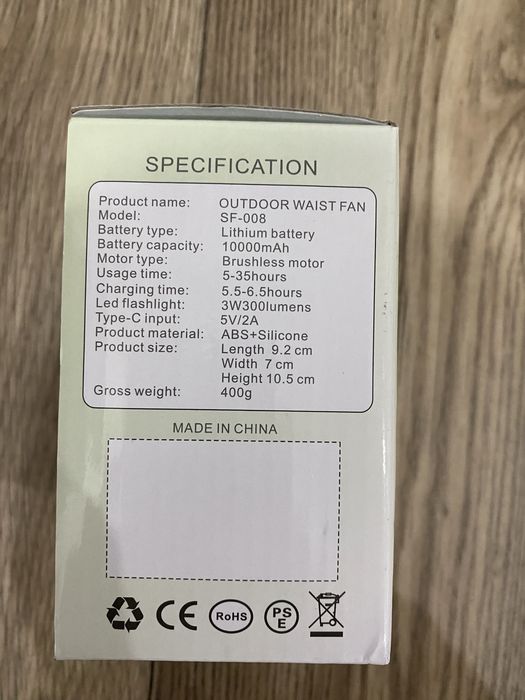 SPECIFICATION
Product name: OUTDOOR WAIST FAN
Model: SF-008
Battery type: Lithium battery
Battery capacity: 10000mAh
Motor type: Brushless motor
Usage time: 5-35hours
Charging time: 5.5-6.5hours
Led flashlight: 3W300lumens
Type-C input: 5V/2A
Product material: ABS+Silicone
Product size: Length 9.2 cm
Width 7 cm
Height 10.5 cm
Gross weight: 400g
MADE IN CHINA
CE RoHS PS E